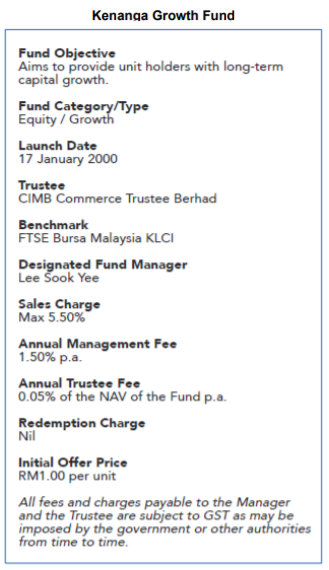 Kenanga Growth Fund
Fund Objective
Aims to provide unit holders with long-term
capital growth.
Fund Category/Type
Equity / Growth
Launch Date
17 January 2000
Trustee
CIMB Commerce Trustee Berhad
Benchmark
FTSE Bursa Malaysia KLCI
Designated Fund Manager
Lee Sook Yee
Sales Charge
Max 5.50%
Annual Management Fee
1.50% p.a.
Annual Trustee Fee
0.05% of the NAV of the Fund p.a.
Redemption Charge
Nil
Initial Offer Price
RM1.00 per unit
All fees and charges payable to the Manager
and the Trustee are subject to GST as may be
imposed by the government or other authorities
from time to time.